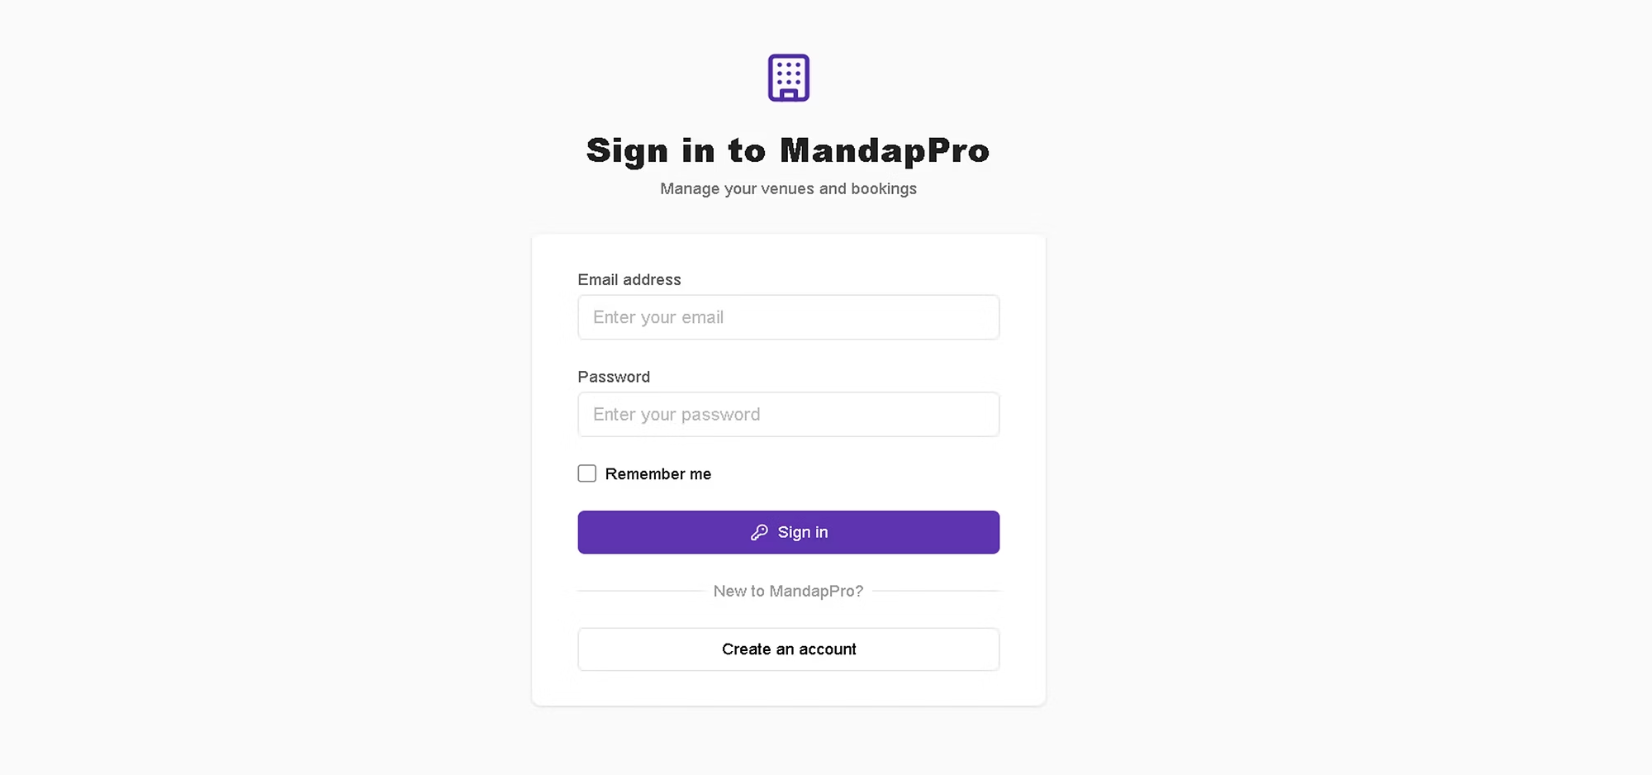 Sign in to MandapPro
Manage your venues and bookings
Email address
Enter your email
Password
Enter your password
Remember me
Sign in
New to MandapPro?
Create an account